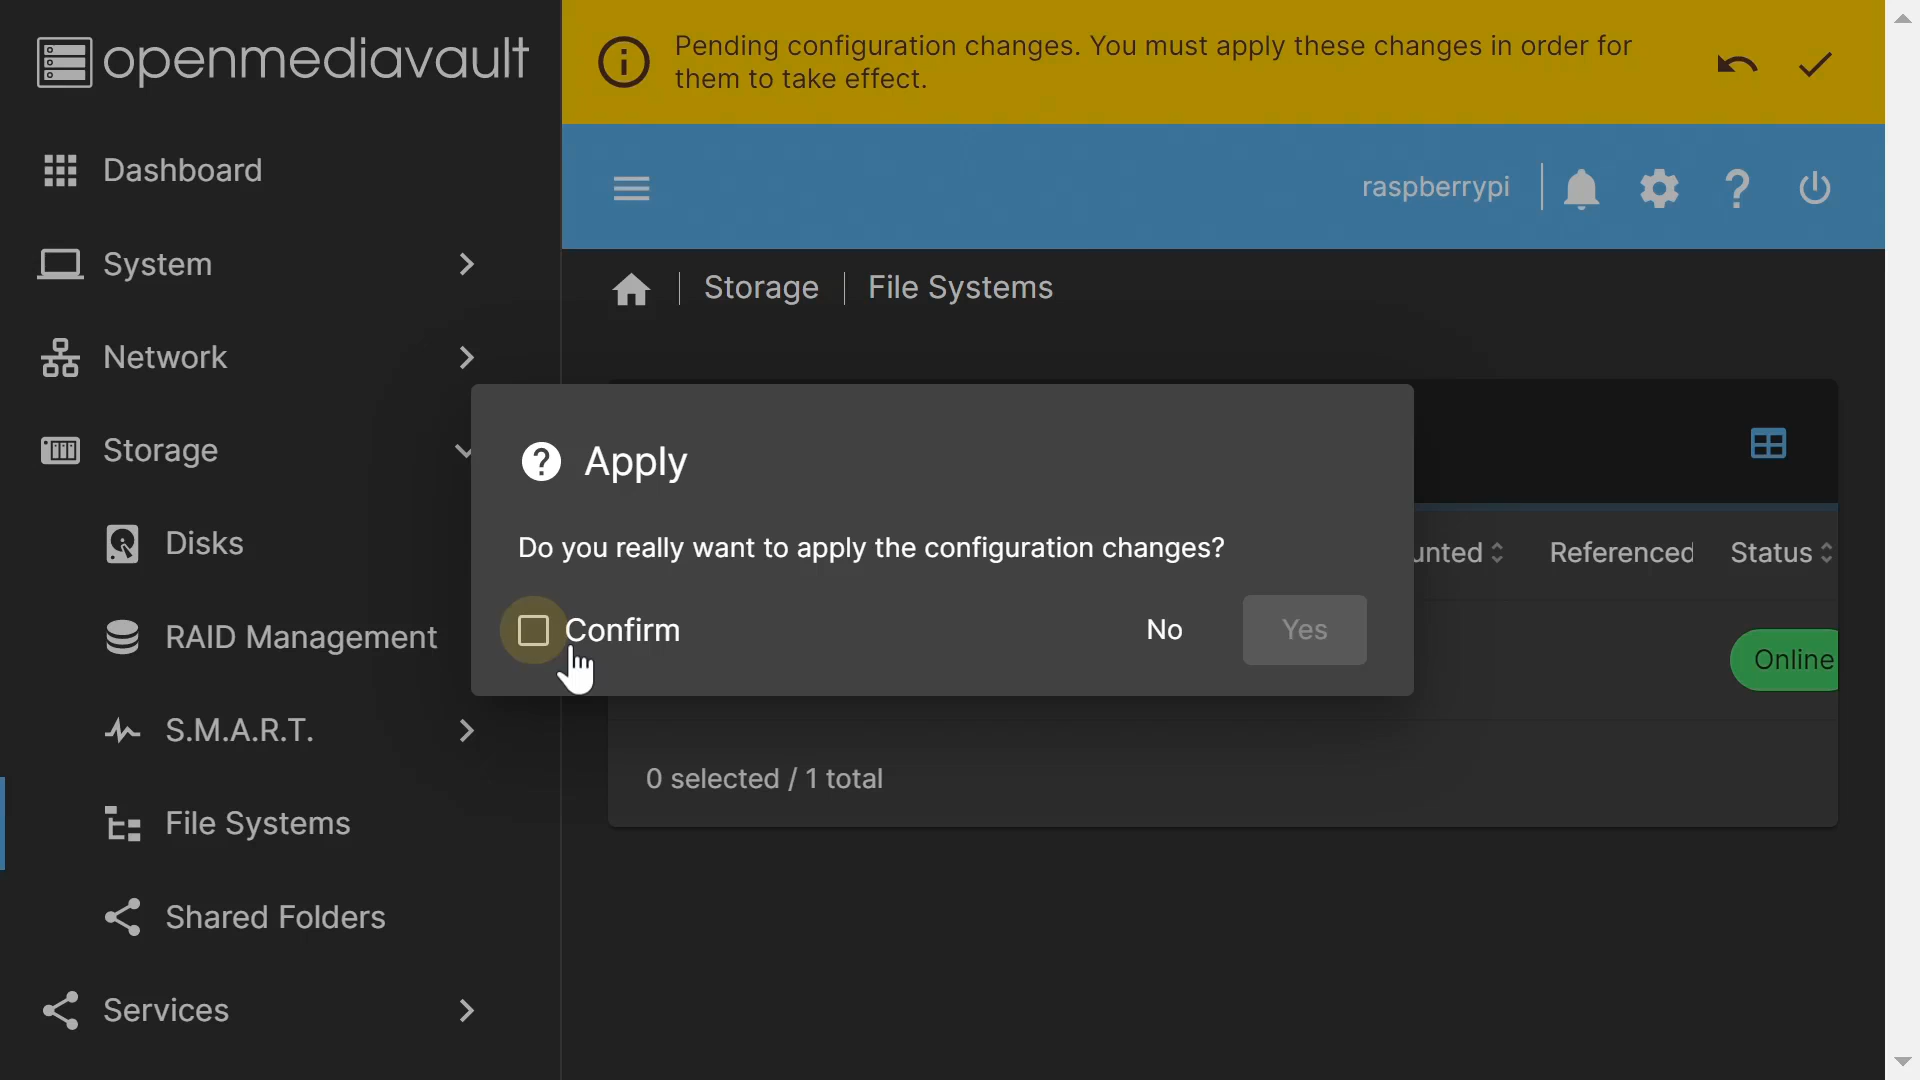 openmediavault
Pending configuration changes. You must apply these changes in order for
them to take effect.
Dashboard
raspberrypi
System
Storage
File Systems
Network
Storage
Apply
Disks
Do you really want to apply the configuration changes?
unted
Referenced
Status
RAID Management
Confirm
No
Yes
Online
S.M.A.R.T.
0 selected / 1 total
File Systems
Shared Folders
Services